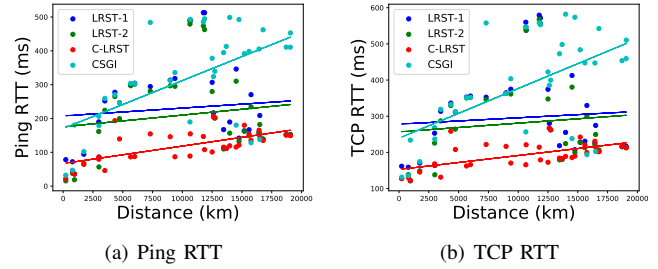 LRST-1
LRST-2
C-LRST
CSGI
Ping RTT (ms)
500
400
300
200
100
0
0 2500 5000 7500 10000 12500 15000 17500 20000
Distance (km)
(a) Ping RTT
LRST-1
LRST-2
C-LRST
CSGI
TCP RTT (ms)
600
500
400
300
200
100
0 2500 5000 7500 10000 12500 15000 17500 20000
Distance (km)
(b) TCP RTT